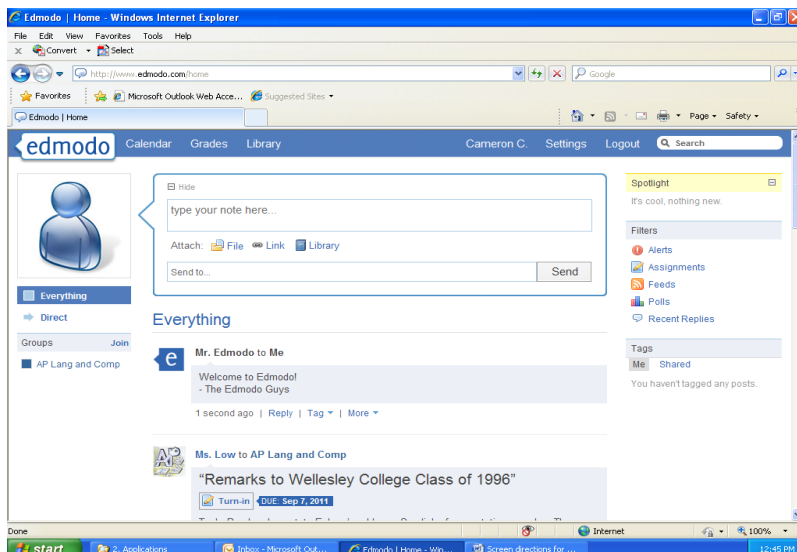 Edmodo | Home - Windows Internet Explorer
File Edit View Favorites Tools Help
x Convert Select
http://www.edmodo.com/home
Google
Favorites Microsoft Outlook Web Acce... Suggested Sites
Edmodo | Home
Page Safety
edmodo Calendar Grades Library Cameron C. Settings Logout Search
Hide
type your note here...
Attach: File Link Library
Send to... Send
Everything
Direct
Groups Join
AP Lang and Comp
Everything
e
Mr. Edmodo to Me
Welcome to Edmodo!
- The Edmodo Guys
1 second ago | Reply | Tag | More
AP
Ms. Low to AP Lang and Comp
“Remarks to Wellesley College Class of 1996”
Turn-in DUE: Sep 7, 2011
Spotlight
It's cool, nothing new.
Filters
Alerts
Assignments
Feeds
Polls
Recent Replies
Tags
Me Shared
You haven't tagged any posts.
Done Internet 100%
start 2. Applications Inbox - Microsoft Out... Edmodo | Home - Win... Screen directions for ... 12:45 PM